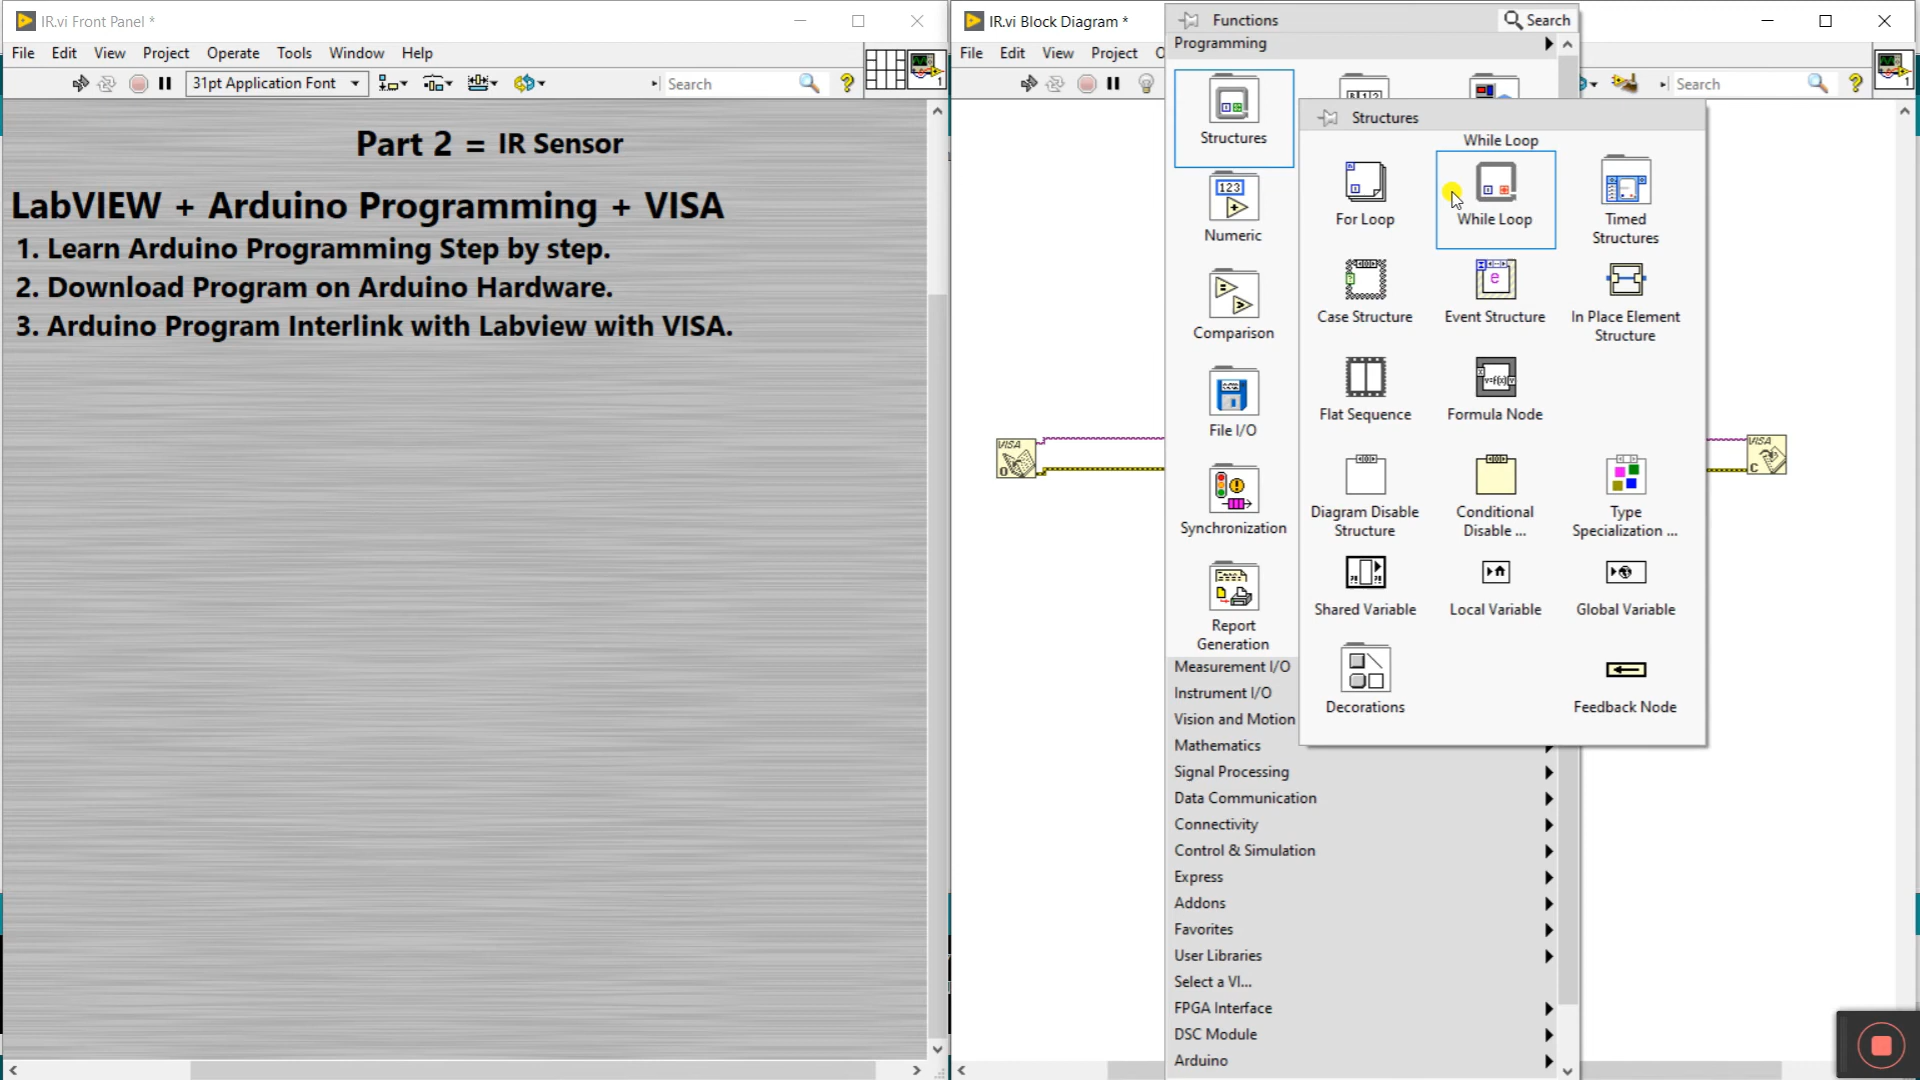 IR.vi Front Panel *
File Edit View Project Operate Tools Window Help
31pt Application Font
Search
Part 2 = IR Sensor
LabVIEW + Arduino Programming + VISA
1. Learn Arduino Programming Step by step.
2. Download Program on Arduino Hardware.
3. Arduino Program Interlink with Labview with VISA.
IR.vi Block Diagram *
File Edit View Project O
Search
VISA
O
VISA
C
Functions
Search
Programming
Structures
123
Numeric
Comparison
File I/O
Synchronization
Report
Generation
Measurement I/O
Instrument I/O
Vision and Motion
Mathematics
Signal Processing
Data Communication
Connectivity
Control & Simulation
Express
Addons
Favorites
User Libraries
Select a VI...
FPGA Interface
DSC Module
Arduino
Structures
While Loop
For Loop
While Loop
Timed
Structures
Case Structure
Event Structure
In Place Element
Structure
Flat Sequence
Formula Node
Diagram Disable
Structure
Conditional
Disable ...
Type
Specialization ...
Shared Variable
Local Variable
Global Variable
Decorations
Feedback Node